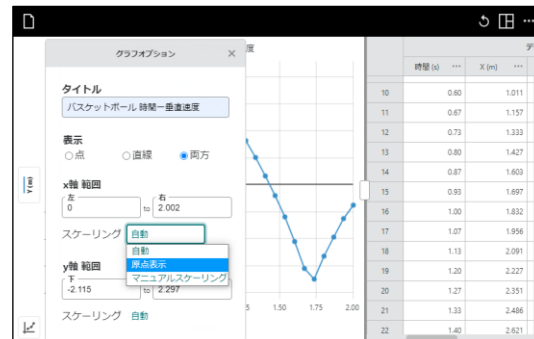 グラフオプション
×
度
タイトル
バスケットボール 時間ー垂直速度
表示
点
直線
両方
x軸 範囲
左
0
to
右
2.002
スケーリング 自動
自動
原点表示
マニュアルスケーリング
y軸 範囲
下
-2.115
to
2.297
スケーリング 自動
Y (m)
5
1.50
1.75
2.00
デ
時間 (s) ... X (m) ...
10 0.60 1.011
11 0.67 1.157
12 0.73 1.333
13 0.80 1.427
14 0.87 1.603
15 0.93 1.697
16 1.00 1.832
17 1.07 1.956
18 1.13 2.091
19 1.20 2.227
20 1.27 2.351
21 1.33 2.486
22 1.40 2.621